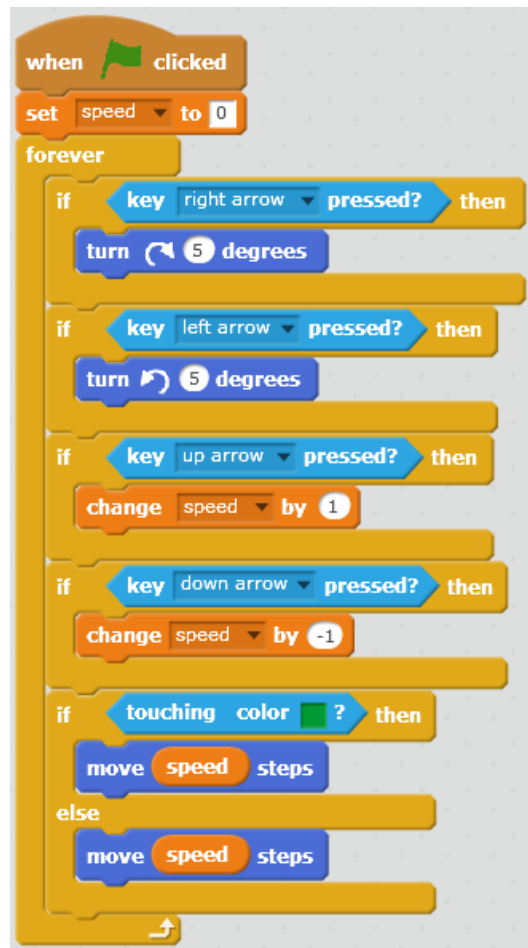 when clicked
set speed to 0
forever
if key right arrow pressed? then
turn 5 degrees
if key left arrow pressed? then
turn 5 degrees
if key up arrow pressed? then
change speed by 1
if key down arrow pressed? then
change speed by -1
if touching color ? then
move speed steps
else
move speed steps